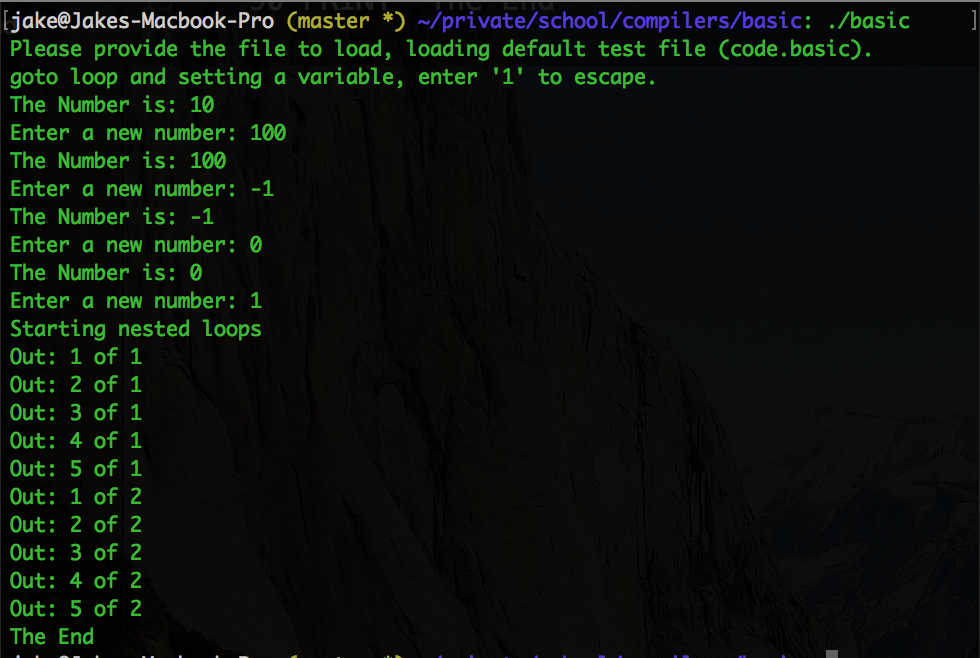 90 PRINT "The End"
[jake@Jakes-Macbook-Pro (master *) ~/private/school/compilers/basic: ./basic ]
Please provide the file to load, loading default test file (code.basic).
goto loop and setting a variable, enter '1' to escape.
The Number is: 10
Enter a new number: 100
The Number is: 100
Enter a new number: -1
The Number is: -1
Enter a new number: 0
The Number is: 0
Enter a new number: 1
Starting nested loops
Out: 1 of 1
Out: 2 of 1
Out: 3 of 1
Out: 4 of 1
Out: 5 of 1
Out: 1 of 2
Out: 2 of 2
Out: 3 of 2
Out: 4 of 2
Out: 5 of 2
The End